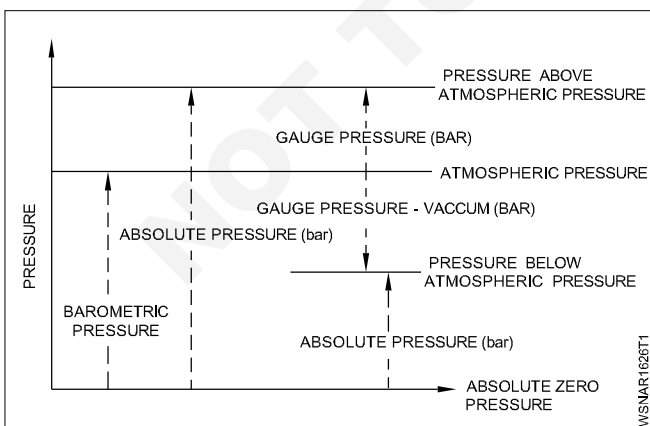 NOT T
PRESSURE ABOVE
ATMOSPHERIC PRESSURE
GAUGE PRESSURE (BAR)
ATMOSPHERIC PRESSURE
GAUGE PRESSURE - VACCUM (BAR)
ABSOLUTE PRESSURE (bar)
PRESSURE
PRESSURE BELOW
ATMOSPHERIC PRESSURE
BAROMETRIC
PRESSURE
ABSOLUTE PRESSURE (bar)
ABSOLUTE ZERO
PRESSURE
WSNAR1626T1